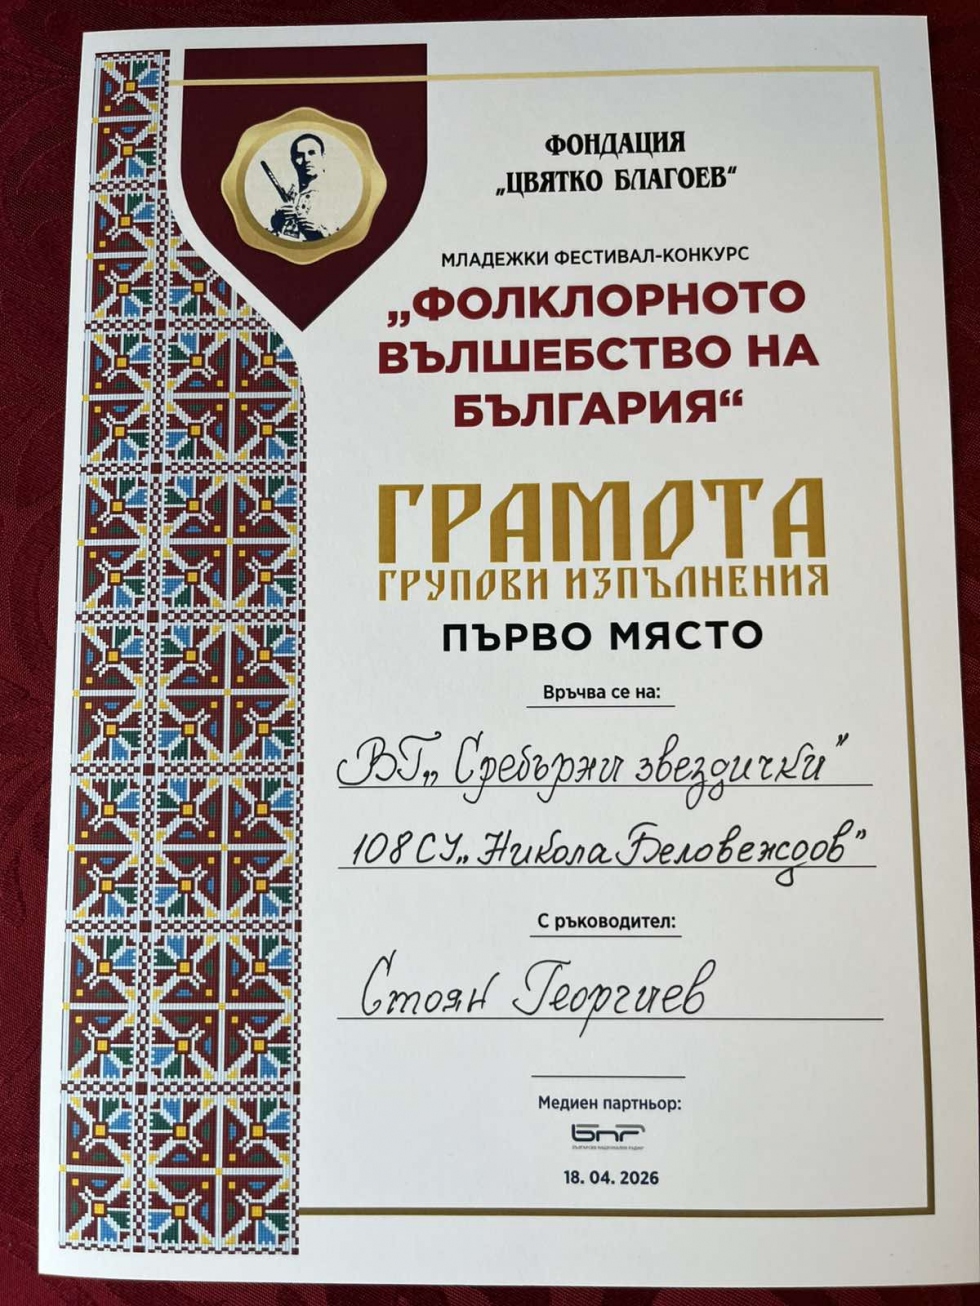 ФОНДАЦИЯ
„ЦВЯТКО БЛАГОЕВ“
МЛАДЕЖКИ ФЕСТИВАЛ-КОНКУРС
„ФОЛКЛОРНОТО
ВЪЛШЕБСТВО НА
БЪЛГАРИЯ“
ГРАМОТА
ГРУПОВИ ИЗПЪЛНЕНИЯ
ПЪРВО МЯСТО
Връчва се на:
ВГ„ Сребърни звездички”
108 СУ„ Никола Беловеждов”
С ръководител:
Стоян Георгиев
Медиен партньор:
БНР
18. 04. 2026